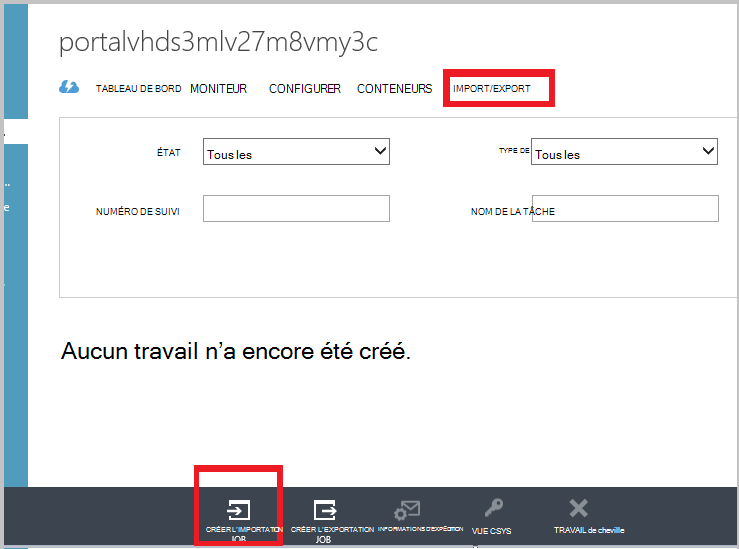 portalvhds3mlv27m8vmy3c
TABLEAU DE BORD MONITEUR CONFIGURER CONTENEURS IMPORT/EXPORT
ÉTAT Tous les TYPE DE Tous les
NUMÉRO DE SUIVI NOM DE LA TÂCHE
Aucun travail n'a encore été créé.
CRÉER L'IMPORTATION CRÉER L'EXPORTATION INFORMATIONS D'EXPÉDITION VUE CSYS TRAVAIL de cheville
JOB JOB